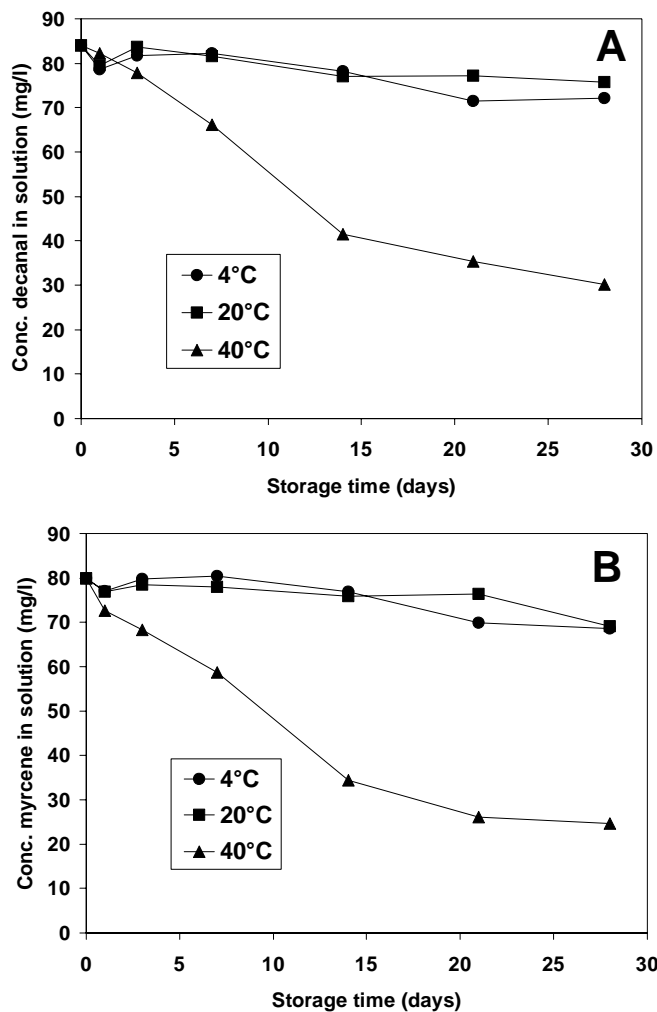 A
Conc. decanal in solution (mg/l)
90
80
70
60
50
40
30
20
10
0
4°C
20°C
40°C
0 5 10 15 20 25 30
Storage time (days)
B
Conc. myrcene in solution (mg/l)
90
80
70
60
50
40
30
20
10
0
4°C
20°C
40°C
0 5 10 15 20 25 30
Storage time (days)